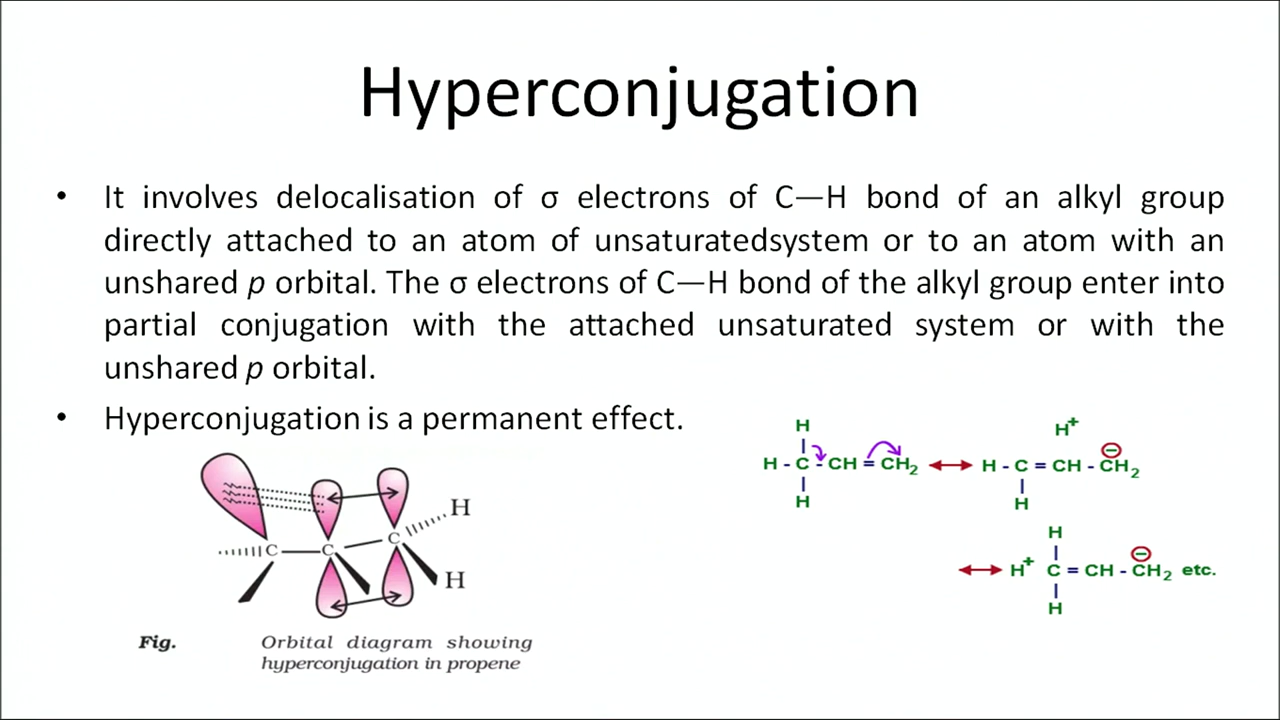 Hyperconjugation
• It involves delocalisation of σ electrons of C—H bond of an alkyl group
directly attached to an atom of unsaturatedsystem or to an atom with an
unshared p orbital. The σ electrons of C—H bond of the alkyl group enter into
partial conjugation with the attached unsaturated system or with the
unshared p orbital.
• Hyperconjugation is a permanent effect.
H H⁺
H - C - CH = CH₂ ↔ H - C = CH - CH₂ ⊖
H H
H
↔ H⁺ C = CH - CH₂ ⊖ etc.
H
H
C C C
H
Fig. Orbital diagram showing
hyperconjugation in propene